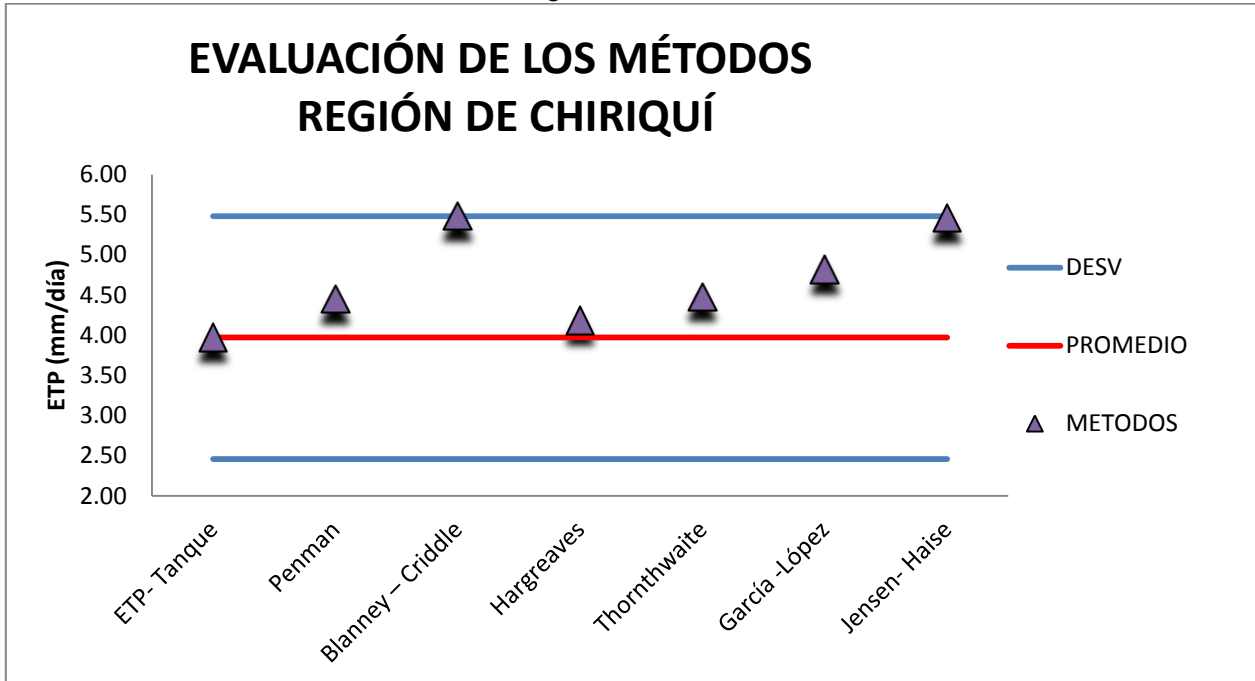 EVALUACIÓN DE LOS MÉTODOS
REGIÓN DE CHIRIQUÍ
ETP (mm/día)
6.00
5.50
5.00
4.50
4.00
3.50
3.00
2.50
2.00
ETP- Tanque
Penman
Blanney – Criddle
Hargreaves
Thornthwaite
García -López
Jensen- Haise
DESV
PROMEDIO
METODOS